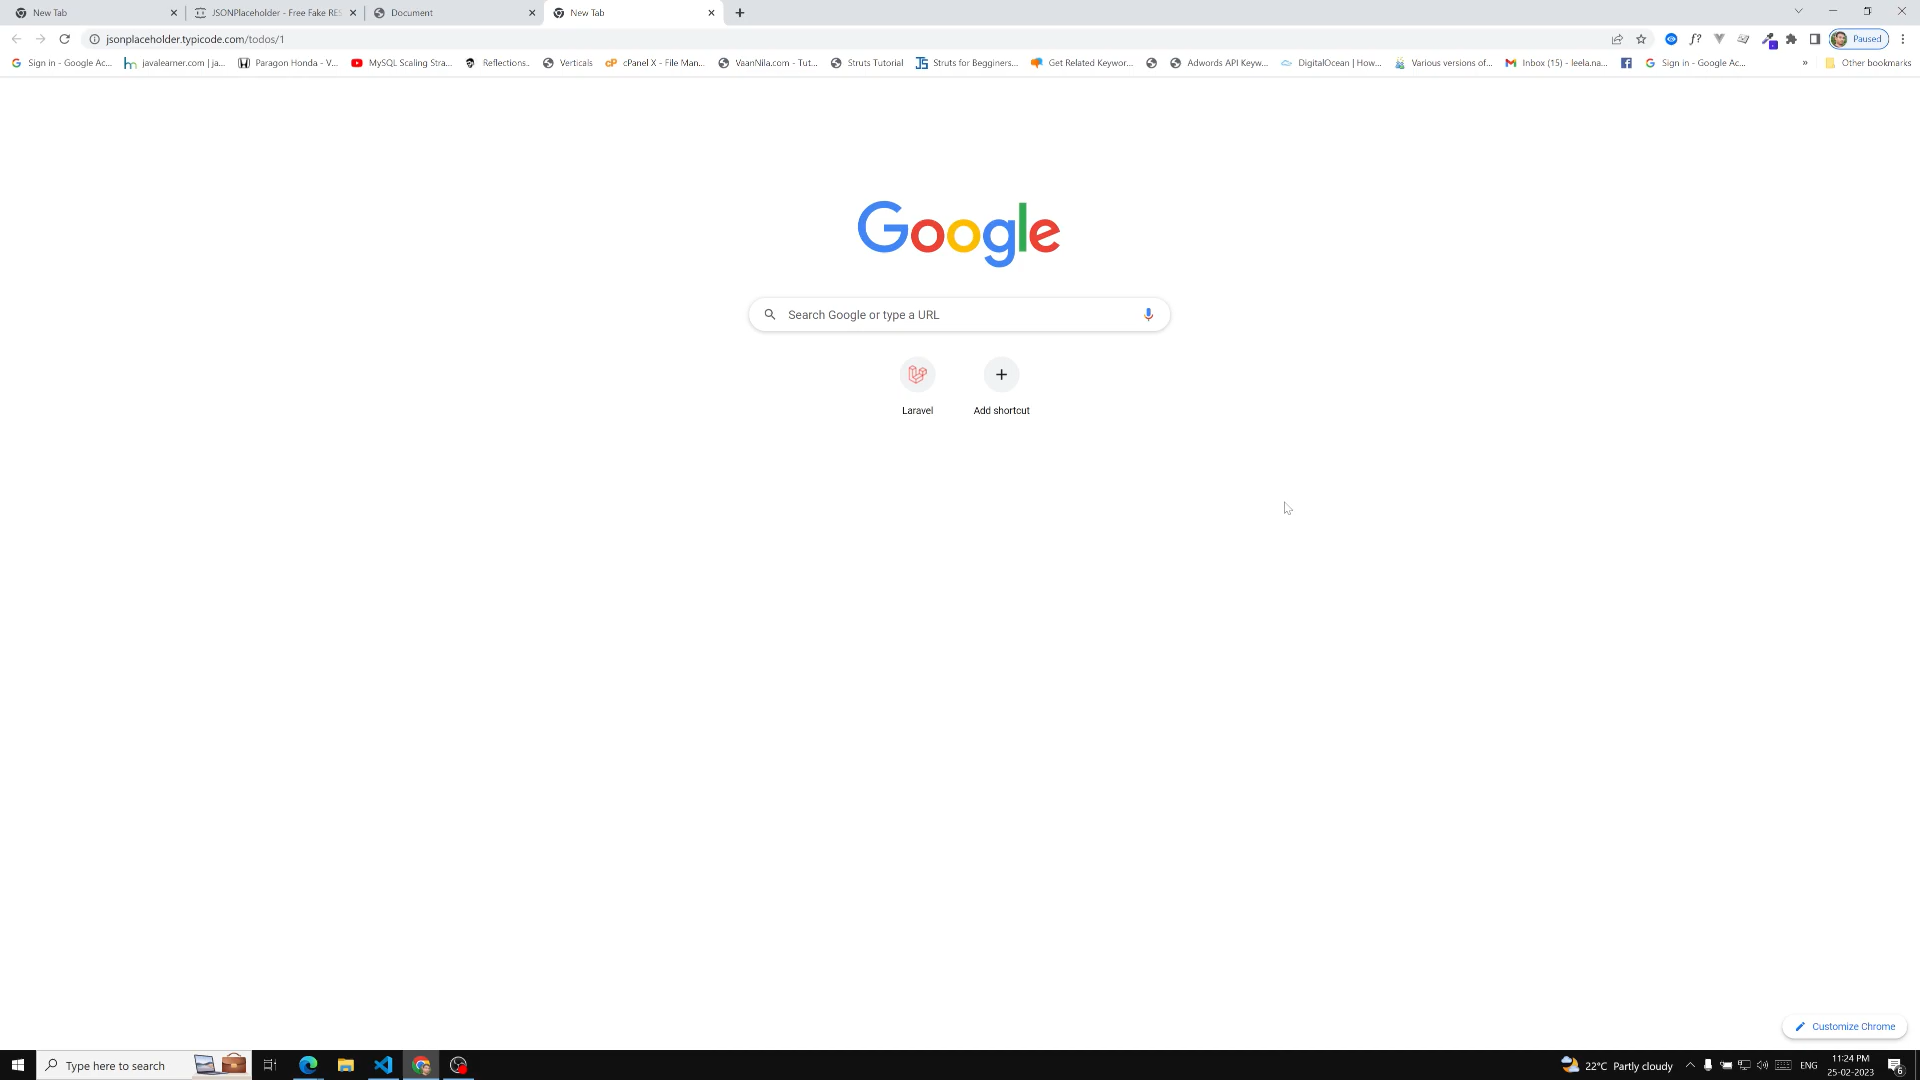 New Tab
JSONPlaceholder - Free Fake RES
Document
New Tab
jsonplaceholder.typicode.com/todos/1
Paused
Sign in - Google Ac...
javalearner.com | ja...
Paragon Honda - V...
MySQL Scaling Stra...
Reflections..
Verticals
cPanel X - File Man...
VaanNila.com - Tut...
Struts Tutorial
Struts for Begginers...
Get Related Keywor...
Adwords API Keyw...
DigitalOcean | How...
Various versions of...
Inbox (15) - leela.na...
Sign in - Google Ac...
Other bookmarks
Google
Search Google or type a URL
Laravel
Add shortcut
Customize Chrome
Type here to search
22°C Partly cloudy
ENG
11:24 PM
25-02-2023
6